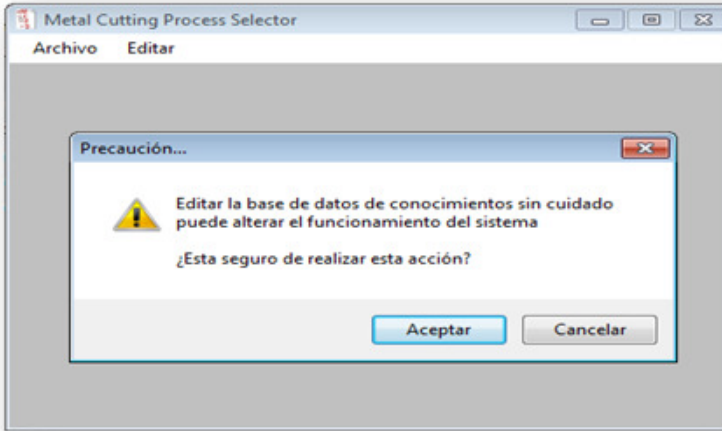 Metal Cutting Process Selector
Archivo Editar
Precaución...
Editar la base de datos de conocimientos sin cuidado
puede alterar el funcionamiento del sistema
¿Esta seguro de realizar esta acción?
Aceptar Cancelar